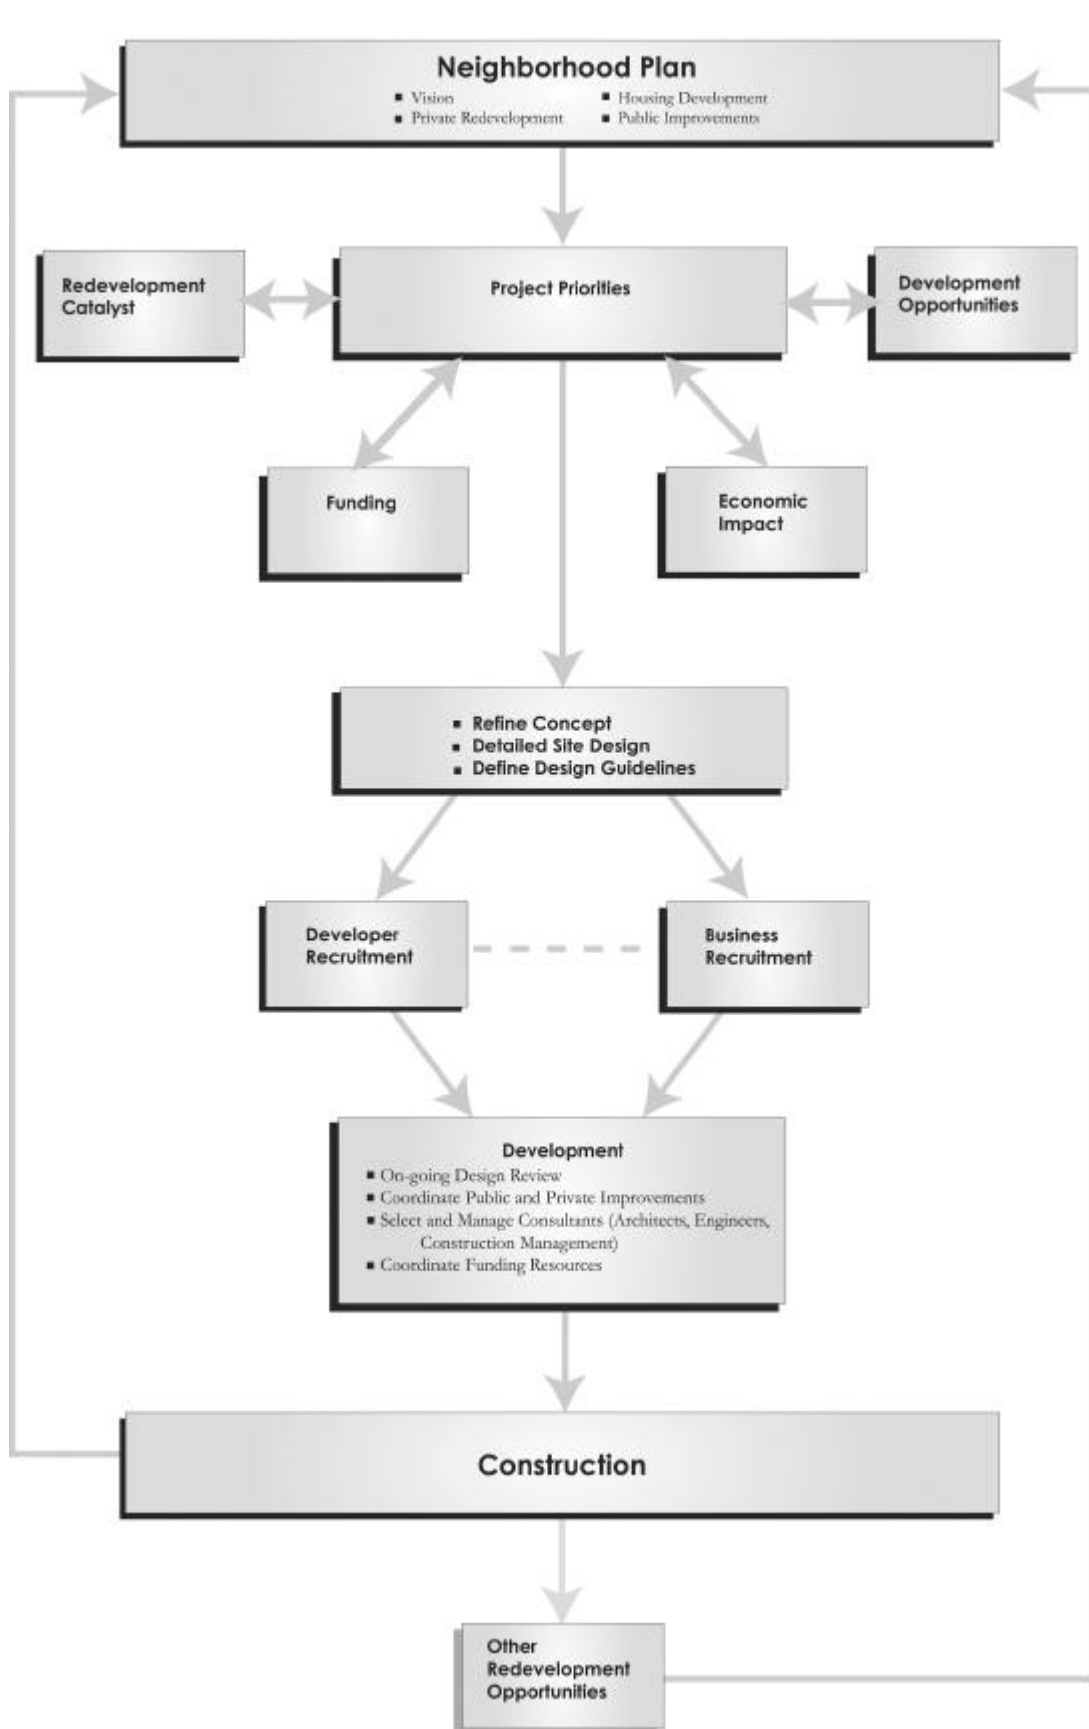 Neighborhood Plan
▪ Vision
▪ Housing Development
▪ Private Redevelopment
▪ Public Improvements
Redevelopment
Catalyst
Project Priorities
Development
Opportunities
Funding
Economic
Impact
▪ Refine Concept
▪ Detailed Site Design
▪ Define Design Guidelines
Developer
Recruitment
Business
Recruitment
Development
▪ On-going Design Review
▪ Coordinate Public and Private Improvements
▪ Select and Manage Consultants (Architects, Engineers,
Construction Management)
▪ Coordinate Funding Resources
Construction
Other
Redevelopment
Opportunities